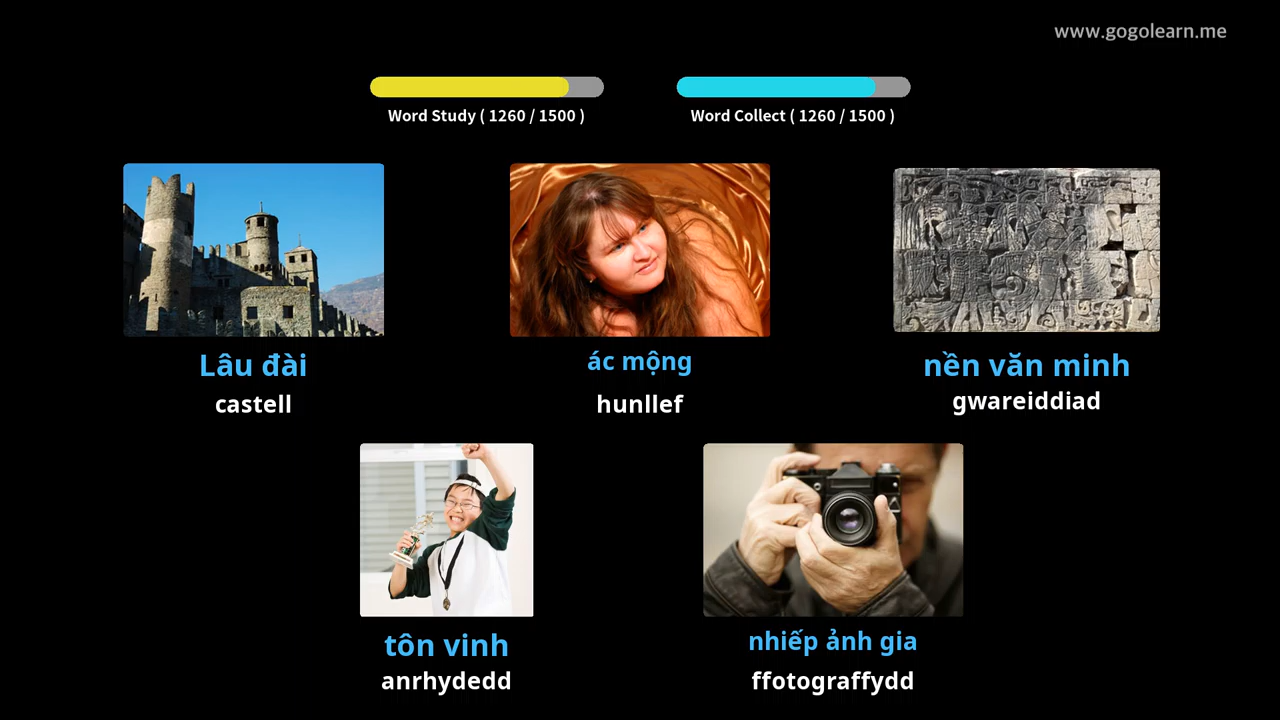 www.gogolearn.me
Word Study ( 1260 / 1500 )
Word Collect ( 1260 / 1500 )
Lâu đài
castell
ác mộng
hunllef
nền văn minh
gwareiddiad
tôn vinh
anrhydedd
nhiếp ảnh gia
ffotograffydd